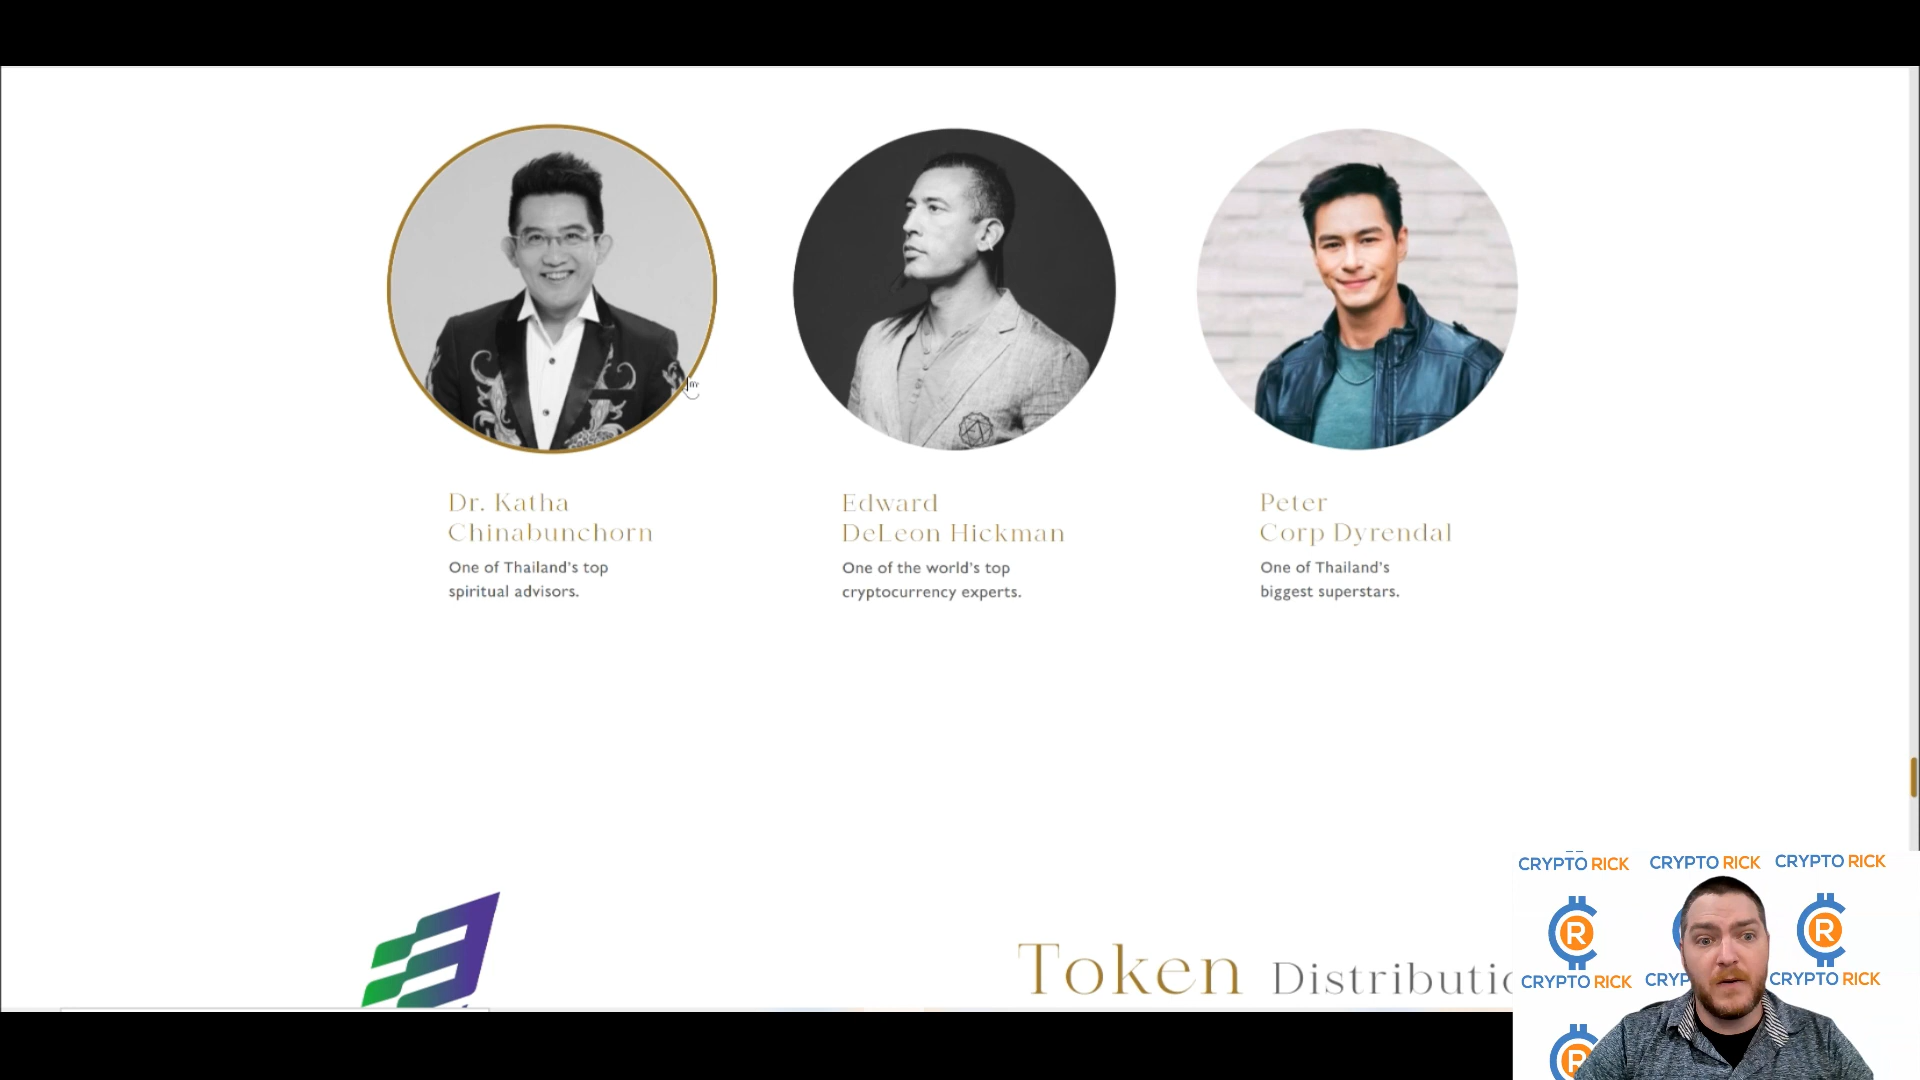 Dr. Katha
Chinabunchorn
One of Thailand's top
spiritual advisors.
Edward
DeLeon Hickman
One of the world's top
cryptocurrency experts.
Peter
Corp Dyrendal
One of Thailand's
biggest superstars.
Token Distributio
CRYPTO RICK CRYPTO RICK CRYPTO RICK
R R
CRYPTO RICK CRYP CRYPTO RICK
R